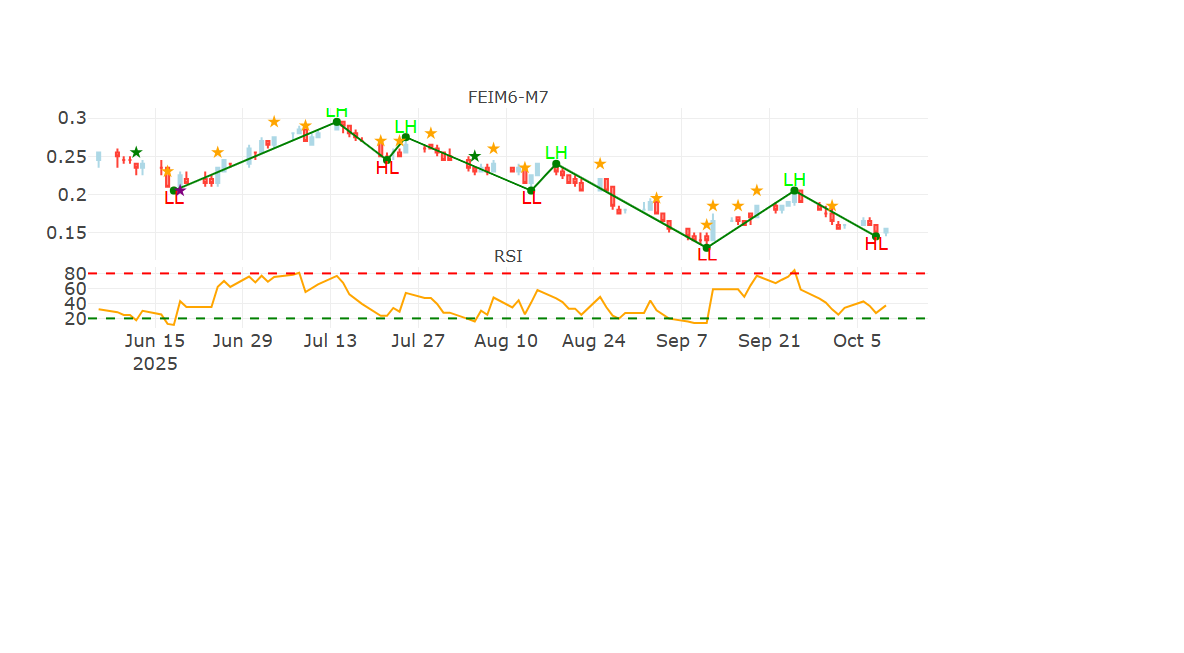 FEIM6-M7
0.3
0.25
0.2
0.15
LL
LH
HL
LH
LL
LH
LL
LH
HL
RSI
80
60
40
20
Jun 15 Jun 29 Jul 13 Jul 27 Aug 10 Aug 24 Sep 7 Sep 21 Oct 5
2025